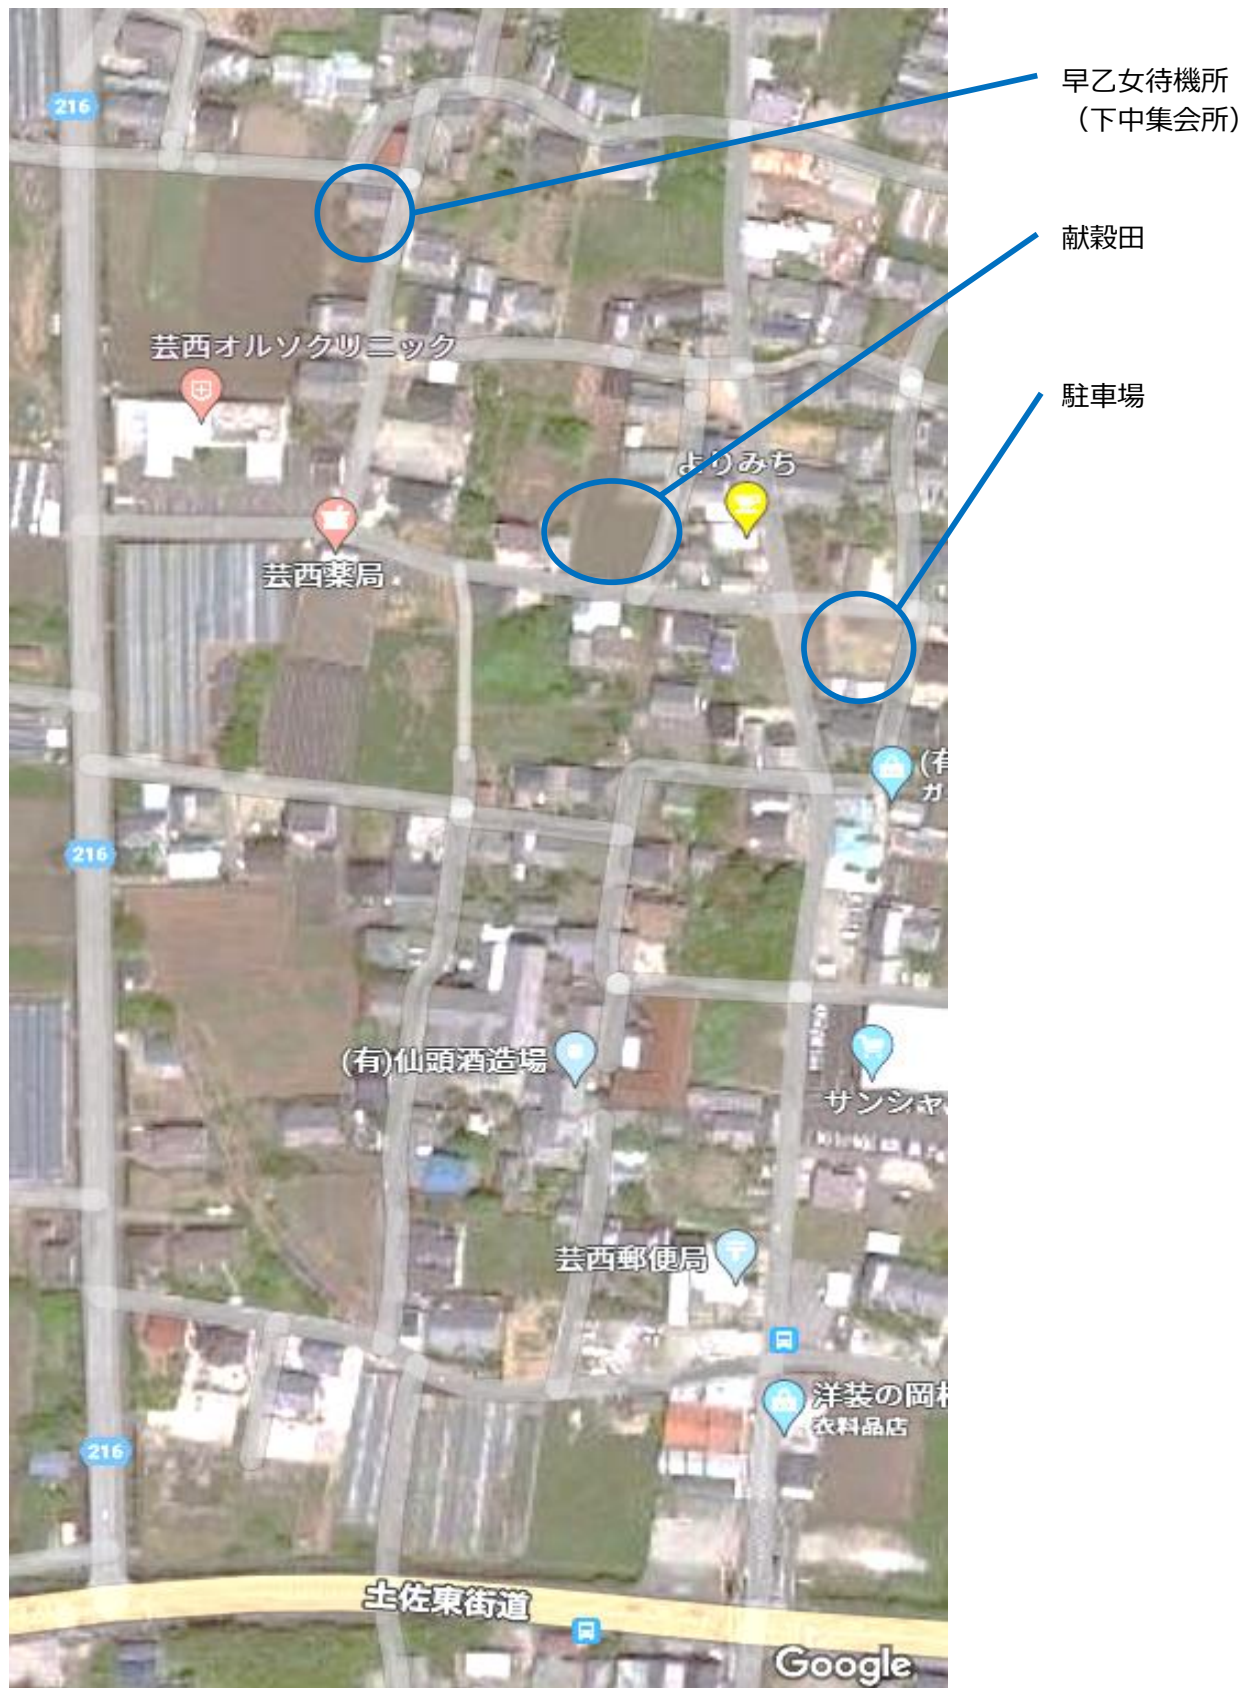 早乙女待機所
（下中集会所）
216
献穀田
芸西オルソクリニック
駐車場
よりみち
芸西薬局
(有
ガ
216
(有)仙頭酒造場
サンシャ
芸西郵便局
洋装の岡村
衣料品店
216
土佐東街道
Google